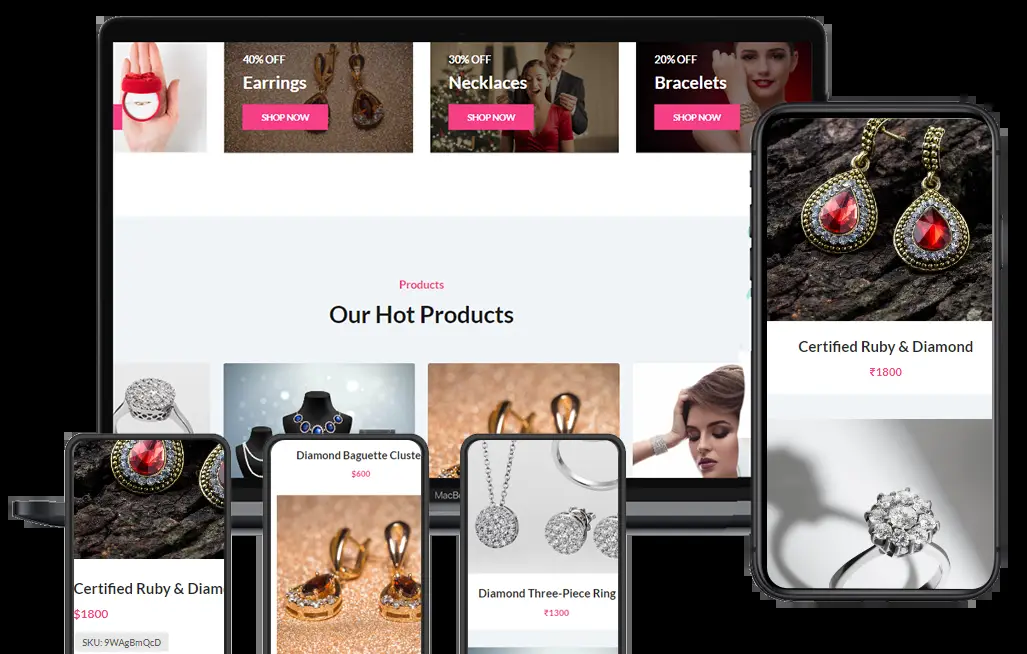 40% OFF
Earrings
SHOP NOW
30% OFF
Necklaces
SHOP NOW
20% OFF
Bracelets
SHOP NOW
Products
Our Hot Products
Certified Ruby & Diamond
₹1800
MacB
Certified Ruby & Diam
$1800
SKU: 9WAgBmQcD
Diamond Baguette Cluste
$600
Diamond Three-Piece Ring
₹1300